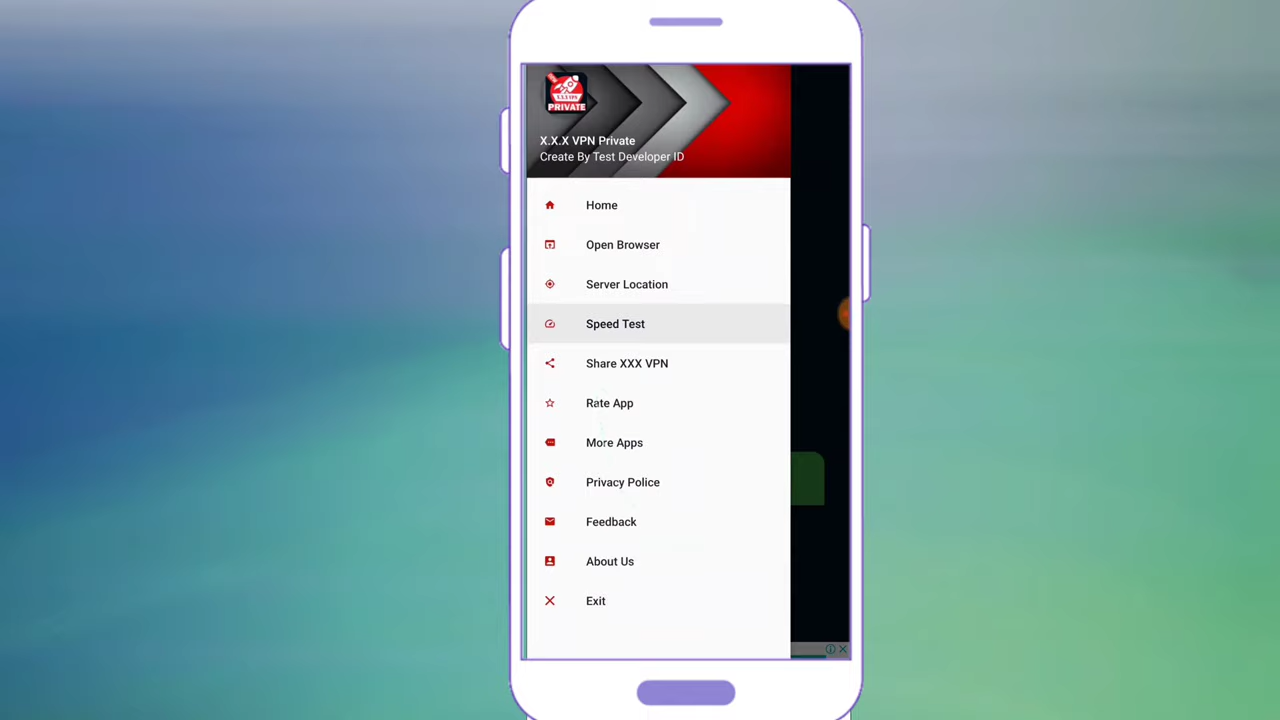 X.X.X VPN
PRIVATE
X.X.X VPN Private
Create By Test Developer ID
Home
Open Browser
Server Location
Speed Test
Share XXX VPN
Rate App
More Apps
Privacy Police
Feedback
About Us
Exit